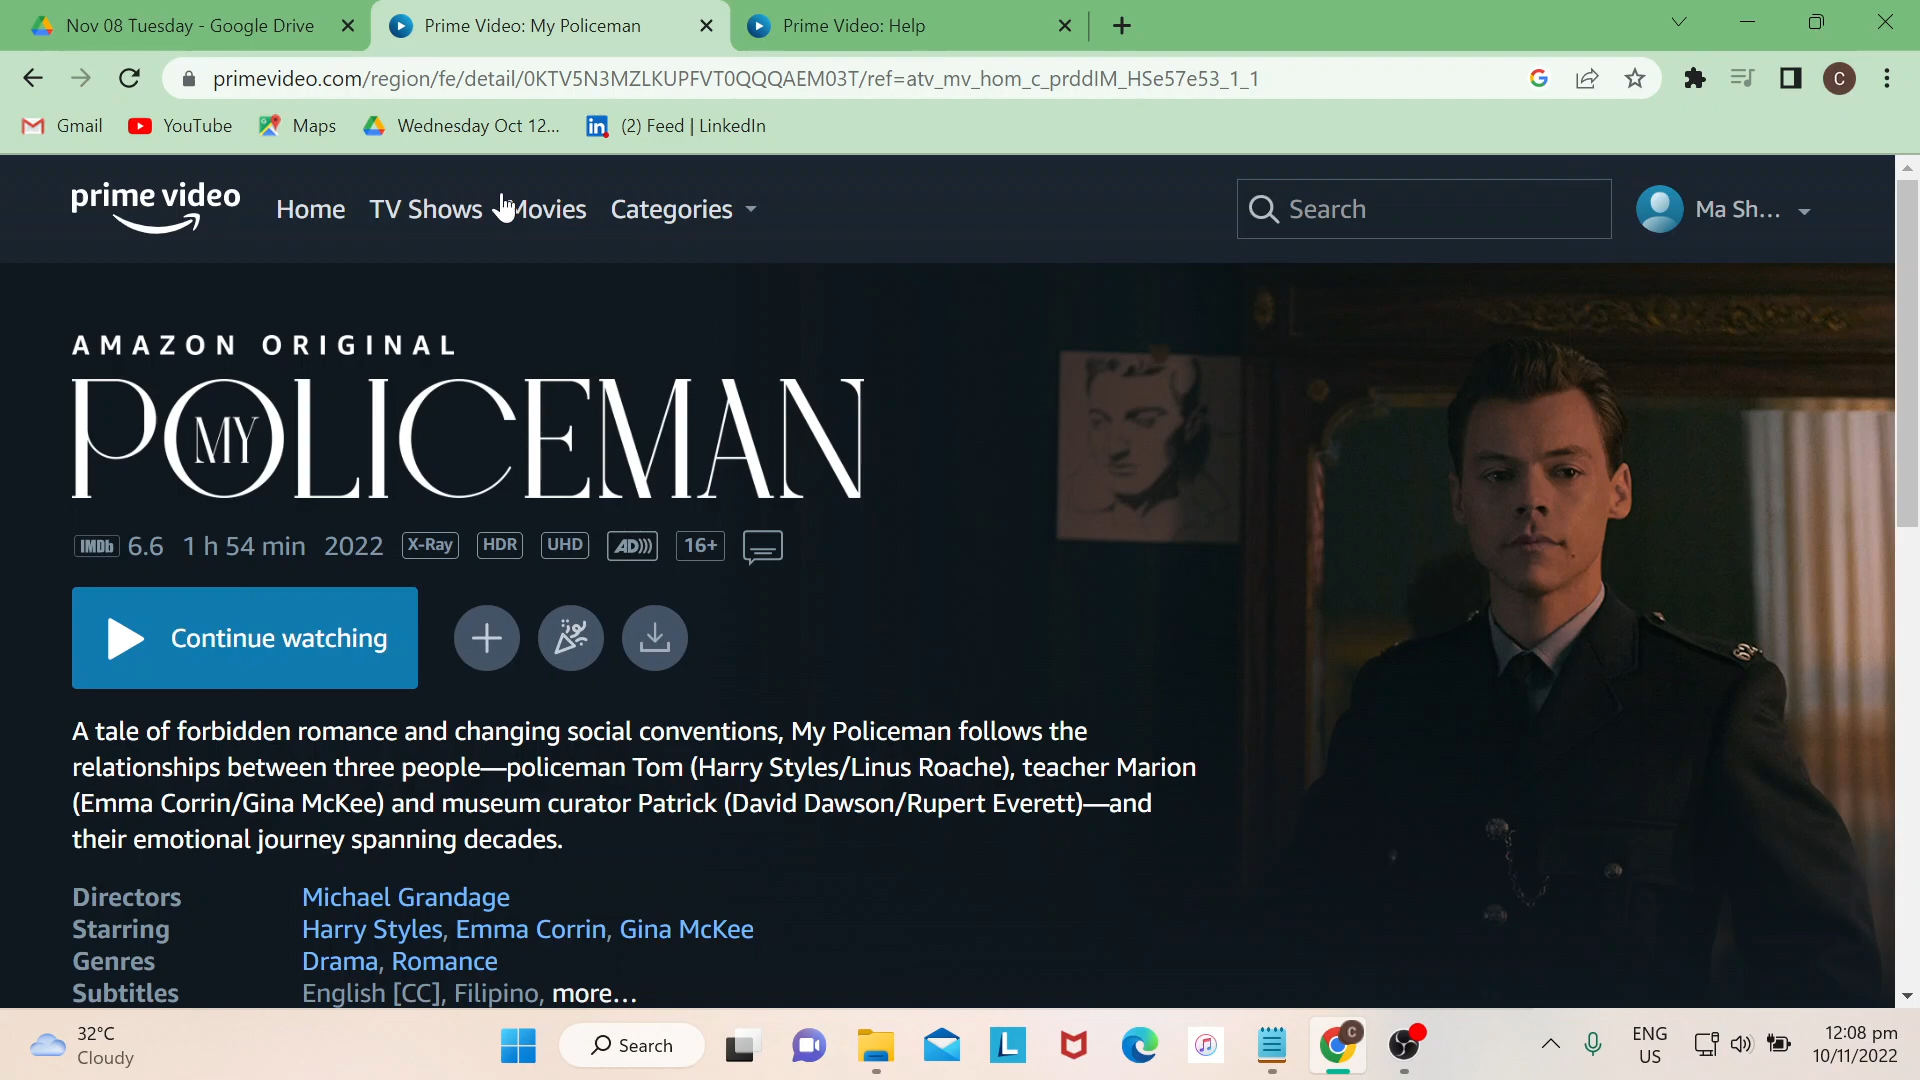 Nov 08 Tuesday - Google Drive
Prime Video: My Policeman
Prime Video: Help
primevideo.com/region/fe/detail/0KTV5N3MZLKUPFVT0QQQAEM03T/ref=atv_mv_hom_c_prddIM_HSe57e53_1_1
C
Gmail
YouTube
Maps
Wednesday Oct 12...
(2) Feed | LinkedIn
prime video
Home
TV Shows
Movies
Categories
Search
Ma Sh...
AMAZON ORIGINAL
MY POLICEMAN
IMDb 6.6 1 h 54 min 2022 X-Ray HDR UHD AD))) 16+
Continue watching
A tale of forbidden romance and changing social conventions, My Policeman follows the
relationships between three people—policeman Tom (Harry Styles/Linus Roache), teacher Marion
(Emma Corrin/Gina McKee) and museum curator Patrick (David Dawson/Rupert Everett)—and
their emotional journey spanning decades.
Directors Michael Grandage
Starring Harry Styles, Emma Corrin, Gina McKee
Genres Drama, Romance
Subtitles English [CC], Filipino, more...
32°C
Cloudy
Search
L
C
ENG
US
12:08 pm
10/11/2022